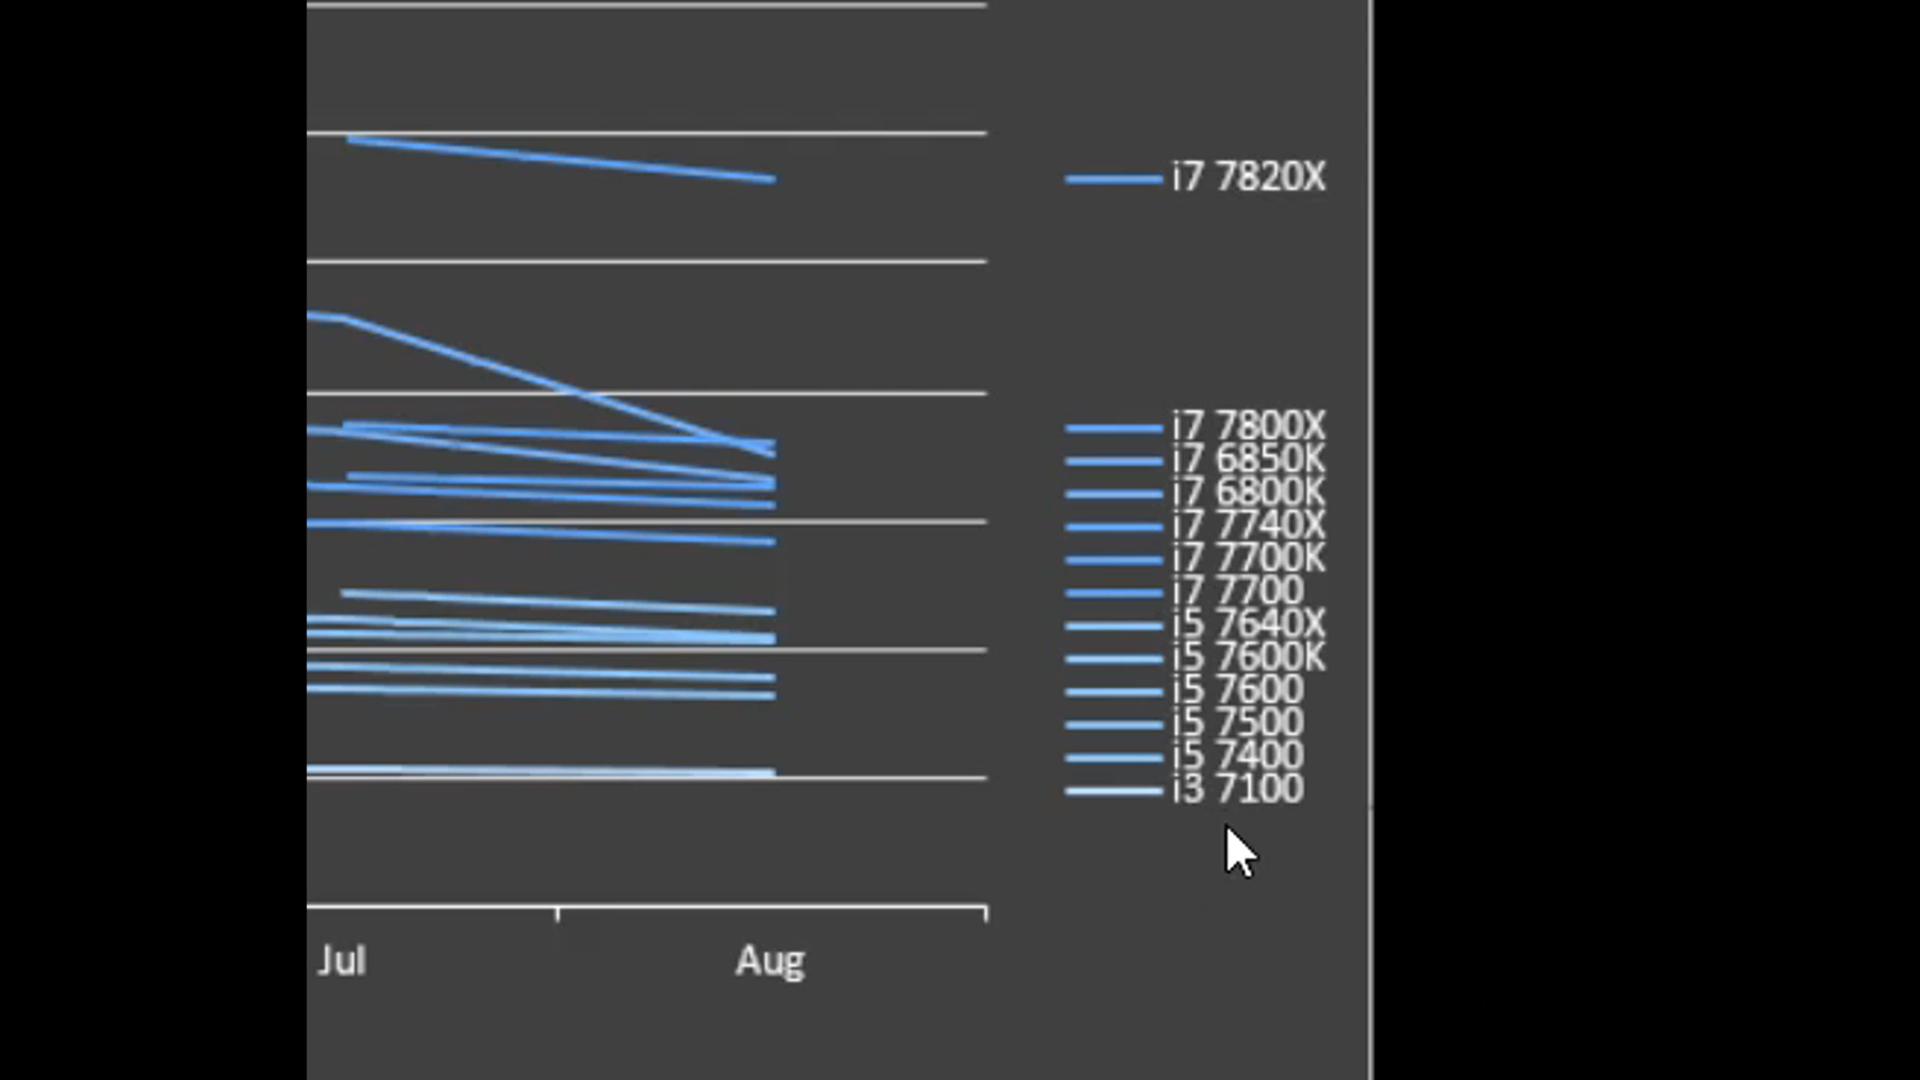 i7 7820X
i7 7800X
i7 6850K
i7 6800K
i7 7740X
i7 7700K
i7 7700
i5 7640X
i5 7600K
i5 7600
i5 7500
i5 7400
i3 7100
Jul
Aug